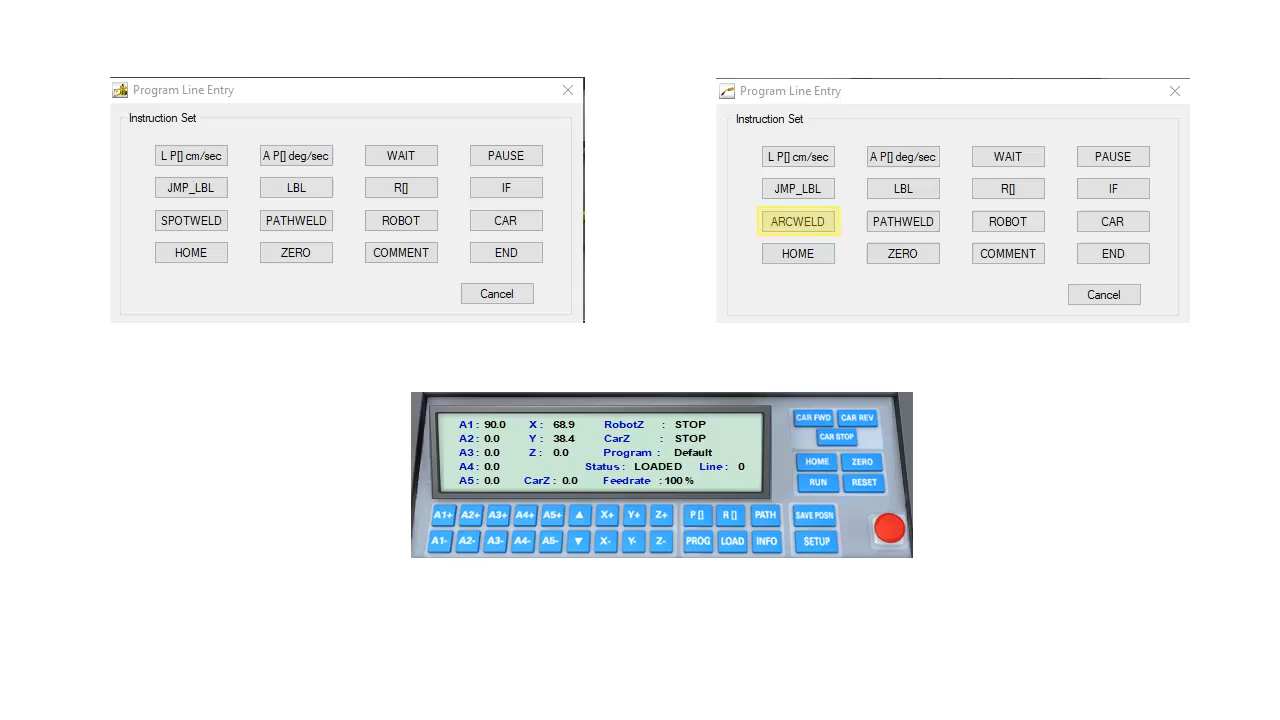 Program Line Entry
Instruction Set
L P[] cm/sec A P[] deg/sec WAIT PAUSE
JMP_LBL LBL R[] IF
SPOTWELD PATHWELD ROBOT CAR
HOME ZERO COMMENT END
Cancel
Program Line Entry
Instruction Set
L P[] cm/sec A P[] deg/sec WAIT PAUSE
JMP_LBL LBL R[] IF
ARCWELD PATHWELD ROBOT CAR
HOME ZERO COMMENT END
Cancel
A1: 90.0 X: 68.9 RobotZ : STOP
A2: 0.0 Y: 38.4 CarZ : STOP
A3: 0.0 Z: 0.0 Program : Default
A4: 0.0 Status: LOADED Line: 0
A5: 0.0 CarZ: 0.0 Feedrate :100 %
CAR FWD CAR REV
CAR STOP
HOME ZERO
RUN RESET
A1+ A2+ A3+ A4+ A5+ ▲ X+ Y+ Z+ P [] R [] PATH SAVE POSN
A1- A2- A3- A4- A5- ▼ X- Y- Z- PROG LOAD INFO SETUP